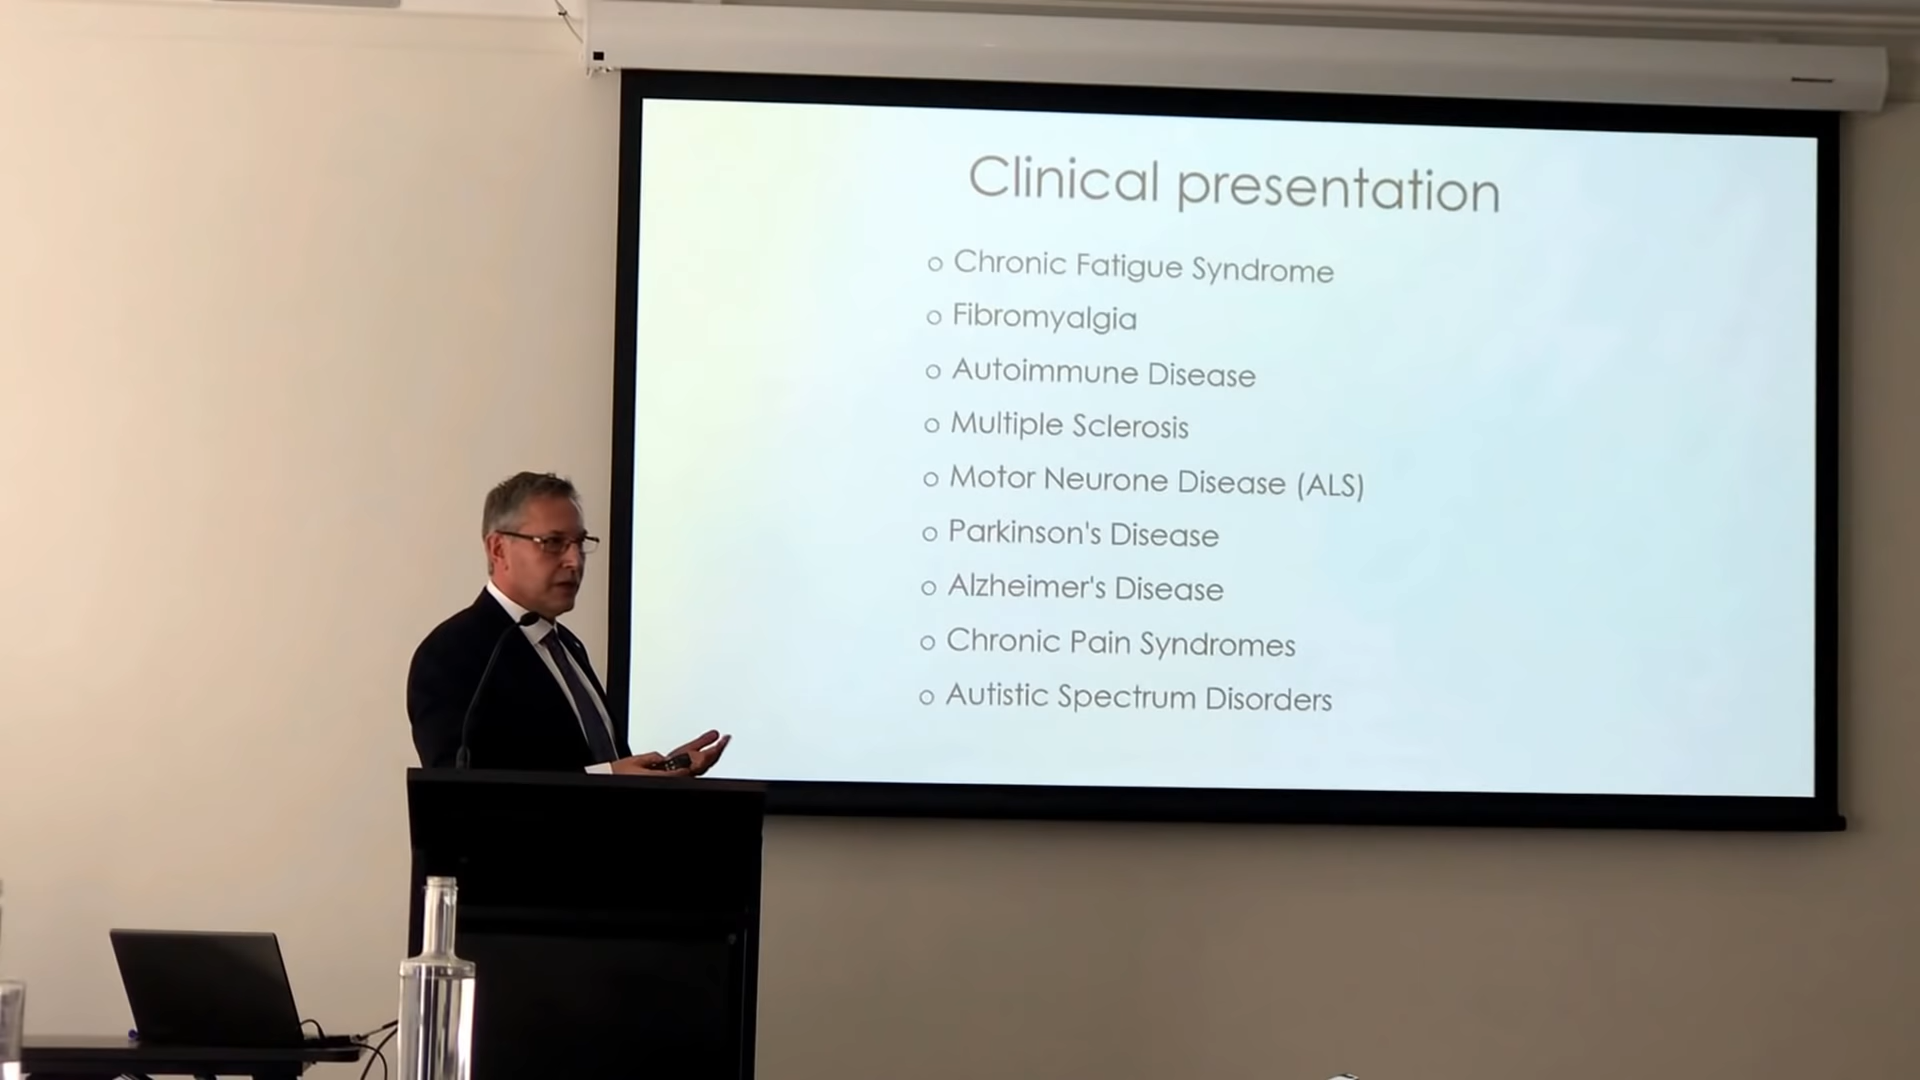 Clinical presentation
Chronic Fatigue Syndrome
Fibromyalgia
Autoimmune Disease
Multiple Sclerosis
Motor Neurone Disease (ALS)
Parkinson's Disease
Alzheimer's Disease
Chronic Pain Syndromes
Autistic Spectrum Disorders